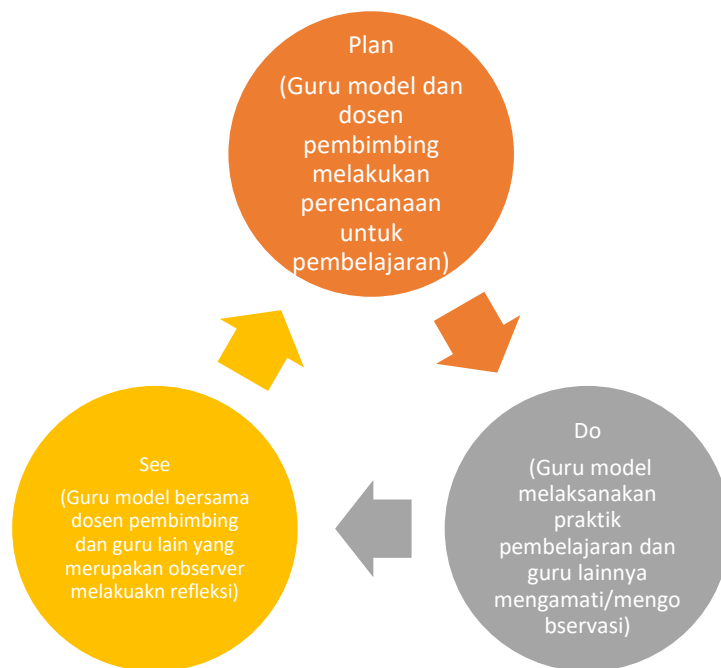 Plan
(Guru model dan
dosen
pembimbing
melakukan
perencanaan
untuk
pembelajaran)
Do
(Guru model
melaksanakan
praktik
pembelajaran dan
guru lainnya
mengamati/mengo
bservasi)
See
(Guru model bersama
dosen pembimbing
dan guru lain yang
merupakan observer
melakuakn refleksi)